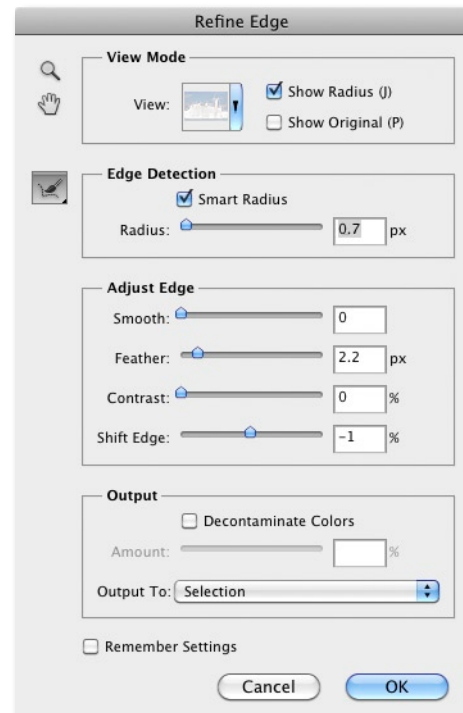 Refine Edge
View Mode
View:
Show Radius (J)
Show Original (P)
Edge Detection
Smart Radius
Radius: 0.7 px
Adjust Edge
Smooth: 0
Feather: 2.2 px
Contrast: 0 %
Shift Edge: -1 %
Output
Decontaminate Colors
Amount: %
Output To: Selection
Remember Settings
Cancel OK